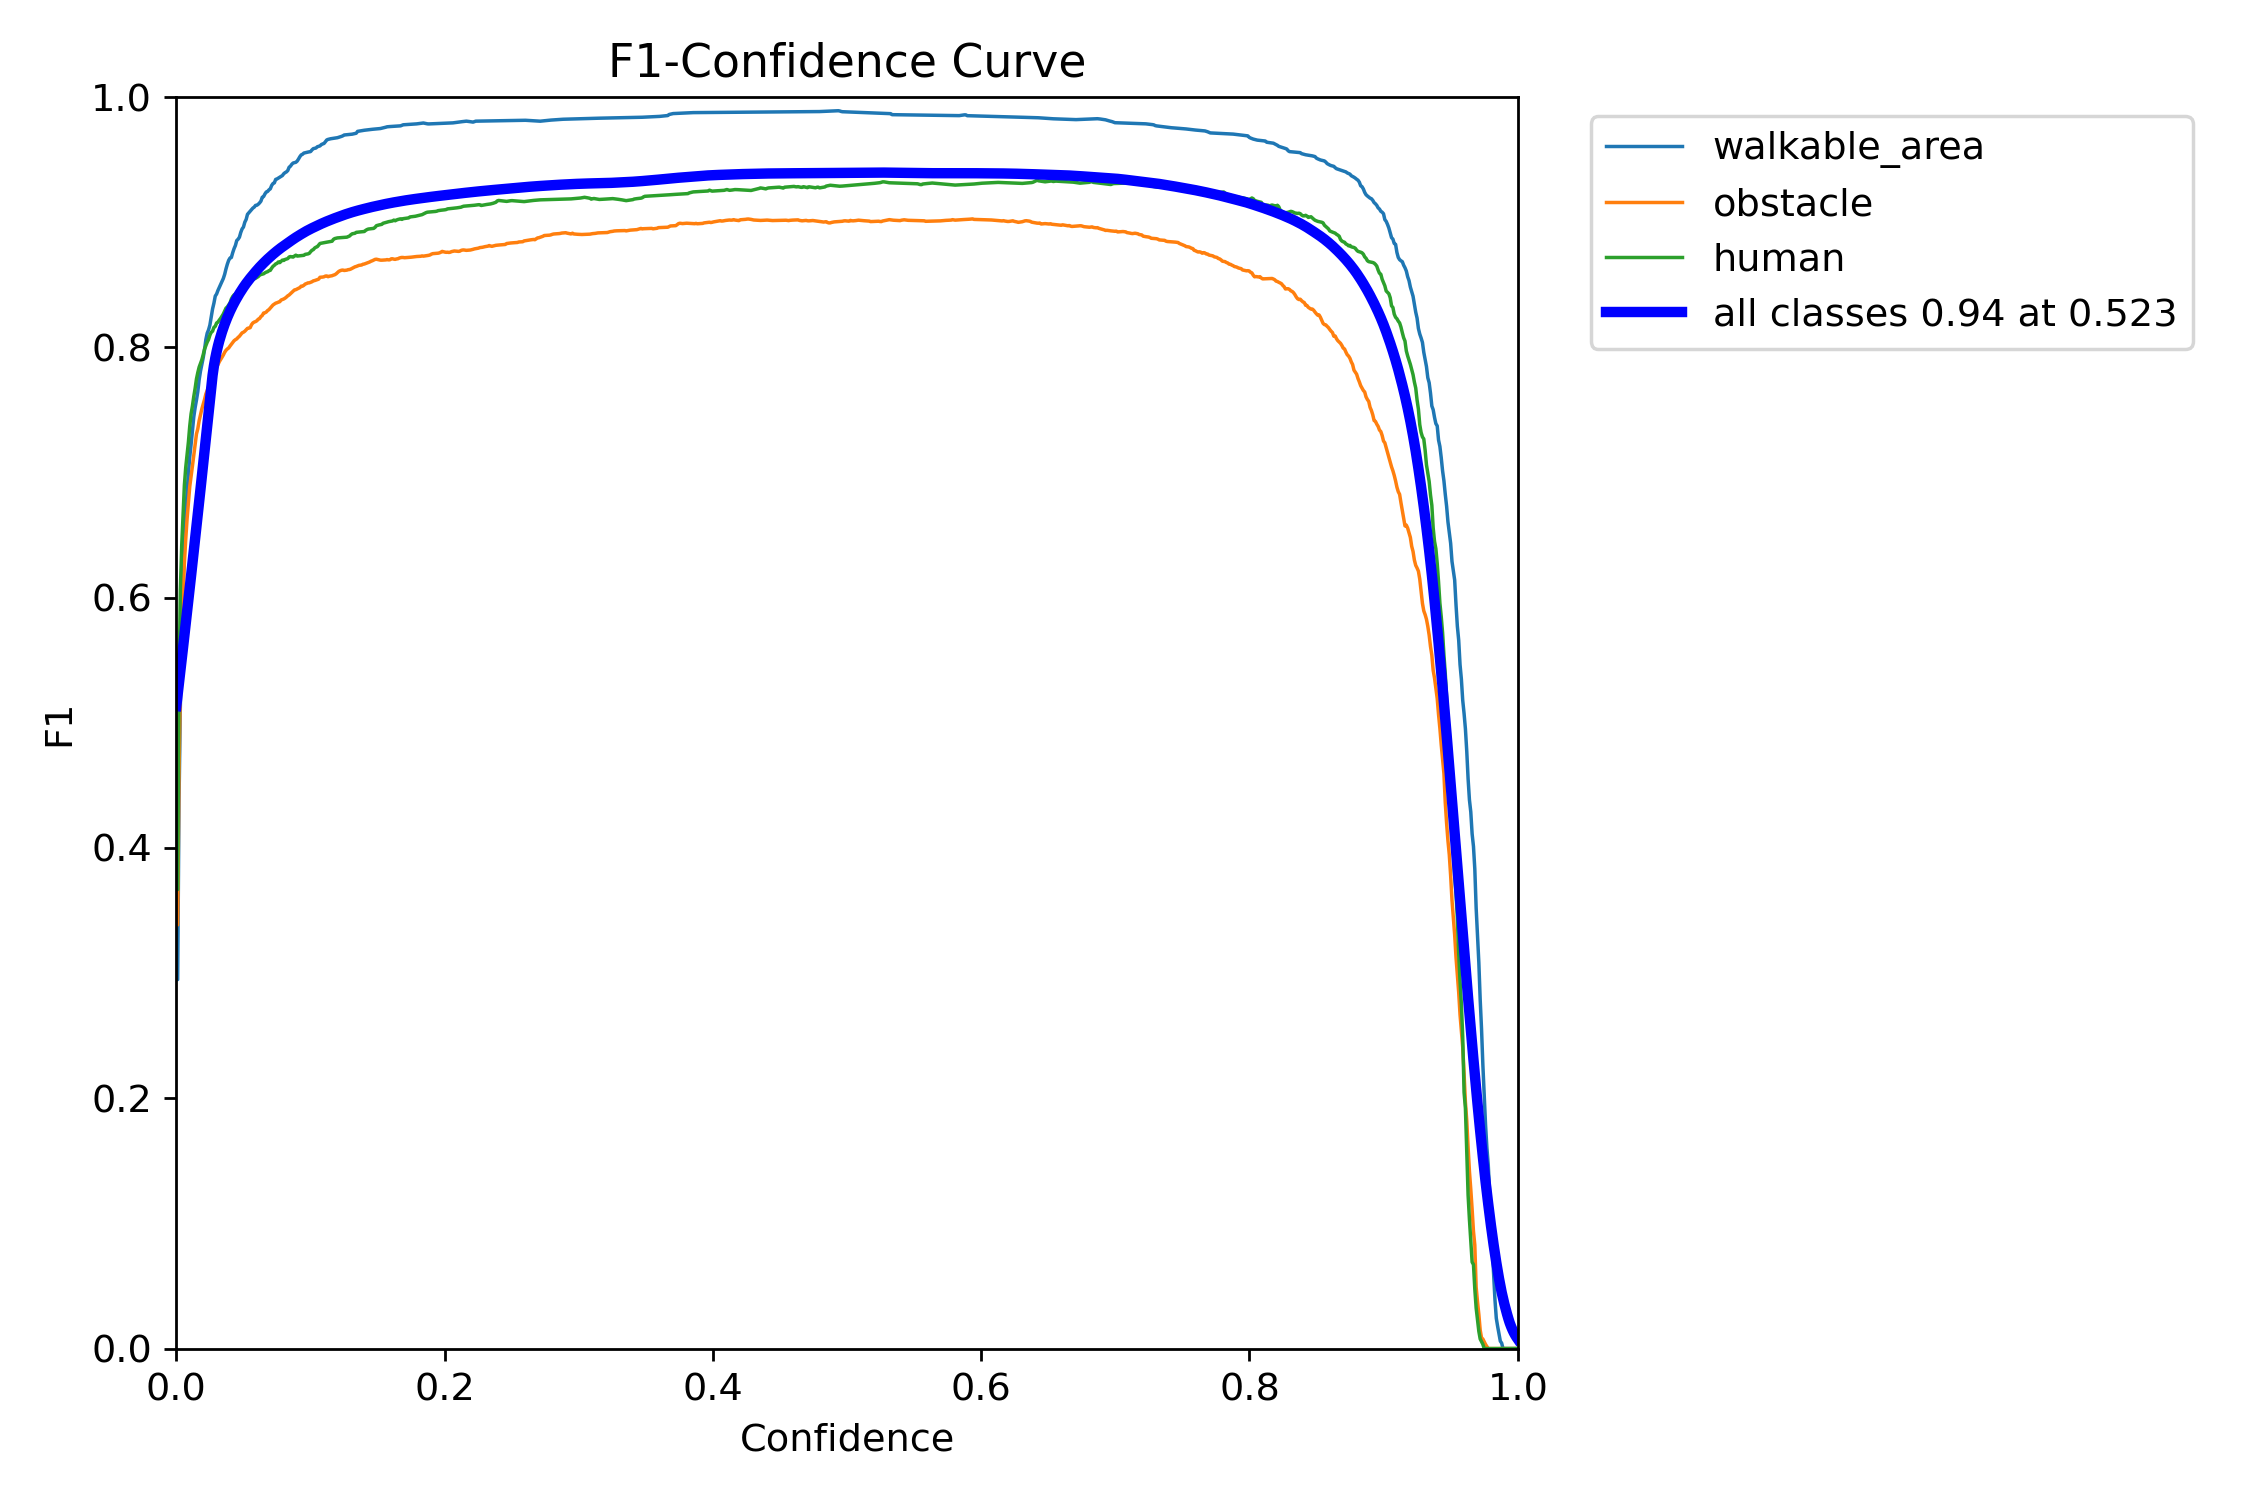 F1-Confidence Curve
1.0
0.8
0.6
0.4
0.2
0.0
F1
0.0 0.2 0.4 0.6 0.8 1.0
Confidence
walkable_area
obstacle
human
all classes 0.94 at 0.523